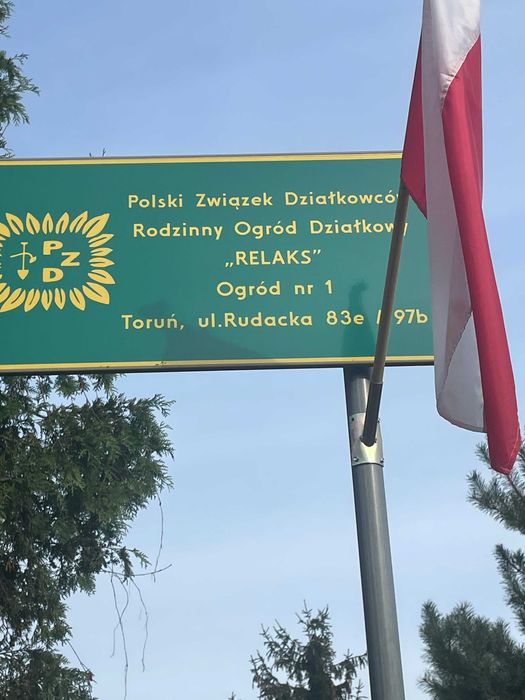 Polski Związek Działkowców
Rodzinny Ogród Działkowy
„RELAKS”
Ogród nr 1
Toruń, ul.Rudacka 83e / 97b
PZD